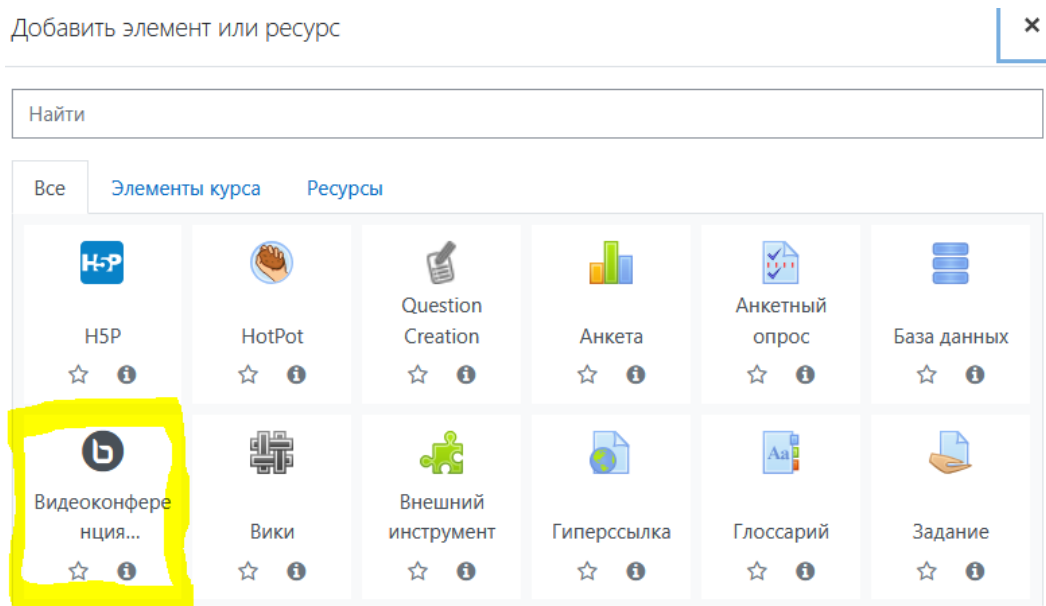 Добавить элемент или ресурс
×
Найти
Все Элементы курса Ресурсы
H5P
H5P
HotPot
Question
Creation
Анкета
Анкетный
опрос
База данных
Видеоконфере
нция...
Вики
Внешний
инструмент
Гиперссылка
Aa
Глоссарий
Задание